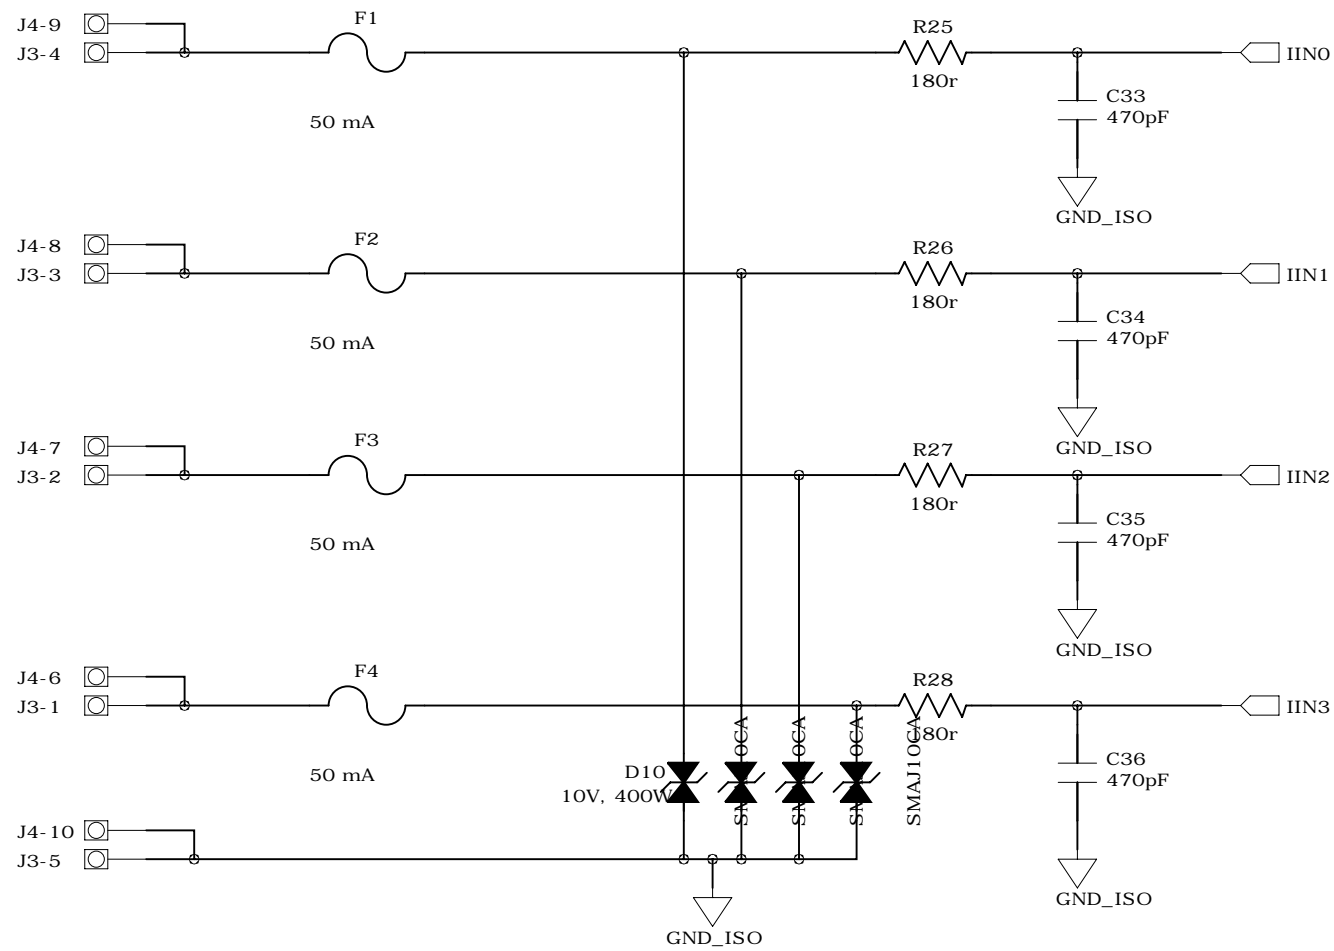 J4-9
F1
R25
J3-4
IIN0
180r
C33
470pF
50 mA
GND_ISO
J4-8
F2
R26
J3-3
IIN1
180r
C34
470pF
50 mA
GND_ISO
J4-7
F3
R27
J3-2
IIN2
180r
C35
470pF
50 mA
GND_ISO
J4-6
F4
R28
J3-1
IIN3
180r
C36
470pF
50 mA
D10
10V, 400W
SMAJ10CA
SMAJ10CA
SMAJ10CA
SMAJ10CA
J4-10
J3-5
GND_ISO
GND_ISO